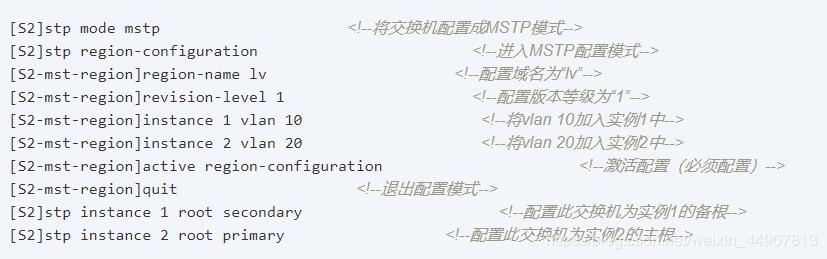 [S2]stp mode mstp <!--将交换机配置成MSTP模式-->
[S2]stp region-configuration <!--进入MSTP配置模式-->
[S2-mst-region]region-name lv <!--配置域名为“lv”-->
[S2-mst-region]revision-level 1 <!--配置版本等级为“1”-->
[S2-mst-region]instance 1 vlan 10 <!--将vlan 10加入实例1中-->
[S2-mst-region]instance 2 vlan 20 <!--将vlan 20加入实例2中-->
[S2-mst-region]active region-configuration <!--激活配置（必须配置）-->
[S2-mst-region]quit <!--退出配置模式-->
[S2]stp instance 1 root secondary <!--配置此交换机为实例1的备根-->
[S2]stp instance 2 root primary <!--配置此交换机为实例2的主根-->
https://blog.csdn.net/weixin_44907813